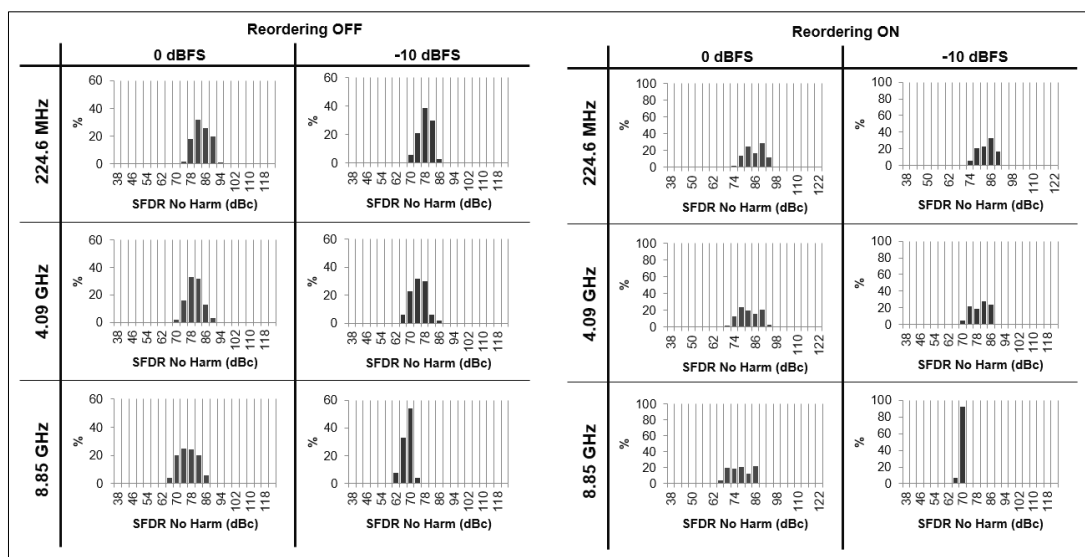 Reordering OFF
0 dBFS -10 dBFS
224.6 MHz
%
60
40
20
0
38 46 54 62 70 78 86 94 102 110 118
SFDR No Harm (dBc)
%
60
40
20
0
38 46 54 62 70 78 86 94 102 110 118
SFDR No Harm (dBc)
4.09 GHz
%
60
40
20
0
38 46 54 62 70 78 86 94 102 110 118
SFDR No Harm (dBc)
%
60
40
20
0
38 46 54 62 70 78 86 94 102 110 118
SFDR No Harm (dBc)
8.85 GHz
%
60
40
20
0
38 46 54 62 70 78 86 94 102 110 118
SFDR No Harm (dBc)
%
60
40
20
0
38 46 54 62 70 78 86 94 102 110 118
SFDR No Harm (dBc)
Reordering ON
0 dBFS -10 dBFS
224.6 MHz
%
100
80
60
40
20
0
38 50 62 74 86 98 110 122
SFDR No Harm (dBc)
%
100
80
60
40
20
0
38 50 62 74 86 98 110 122
SFDR No Harm (dBc)
4.09 GHz
%
100
80
60
40
20
0
38 50 62 74 86 98 110 122
SFDR No Harm (dBc)
%
100
80
60
40
20
0
38 46 54 62 70 78 86 94 102 110 118
SFDR No Harm (dBc)
8.85 GHz
%
100
80
60
40
20
0
38 50 62 74 86 98 110 122
SFDR No Harm (dBc)
%
100
80
60
40
20
0
38 46 54 62 70 78 86 94 102 110 118
SFDR No Harm (dBc)